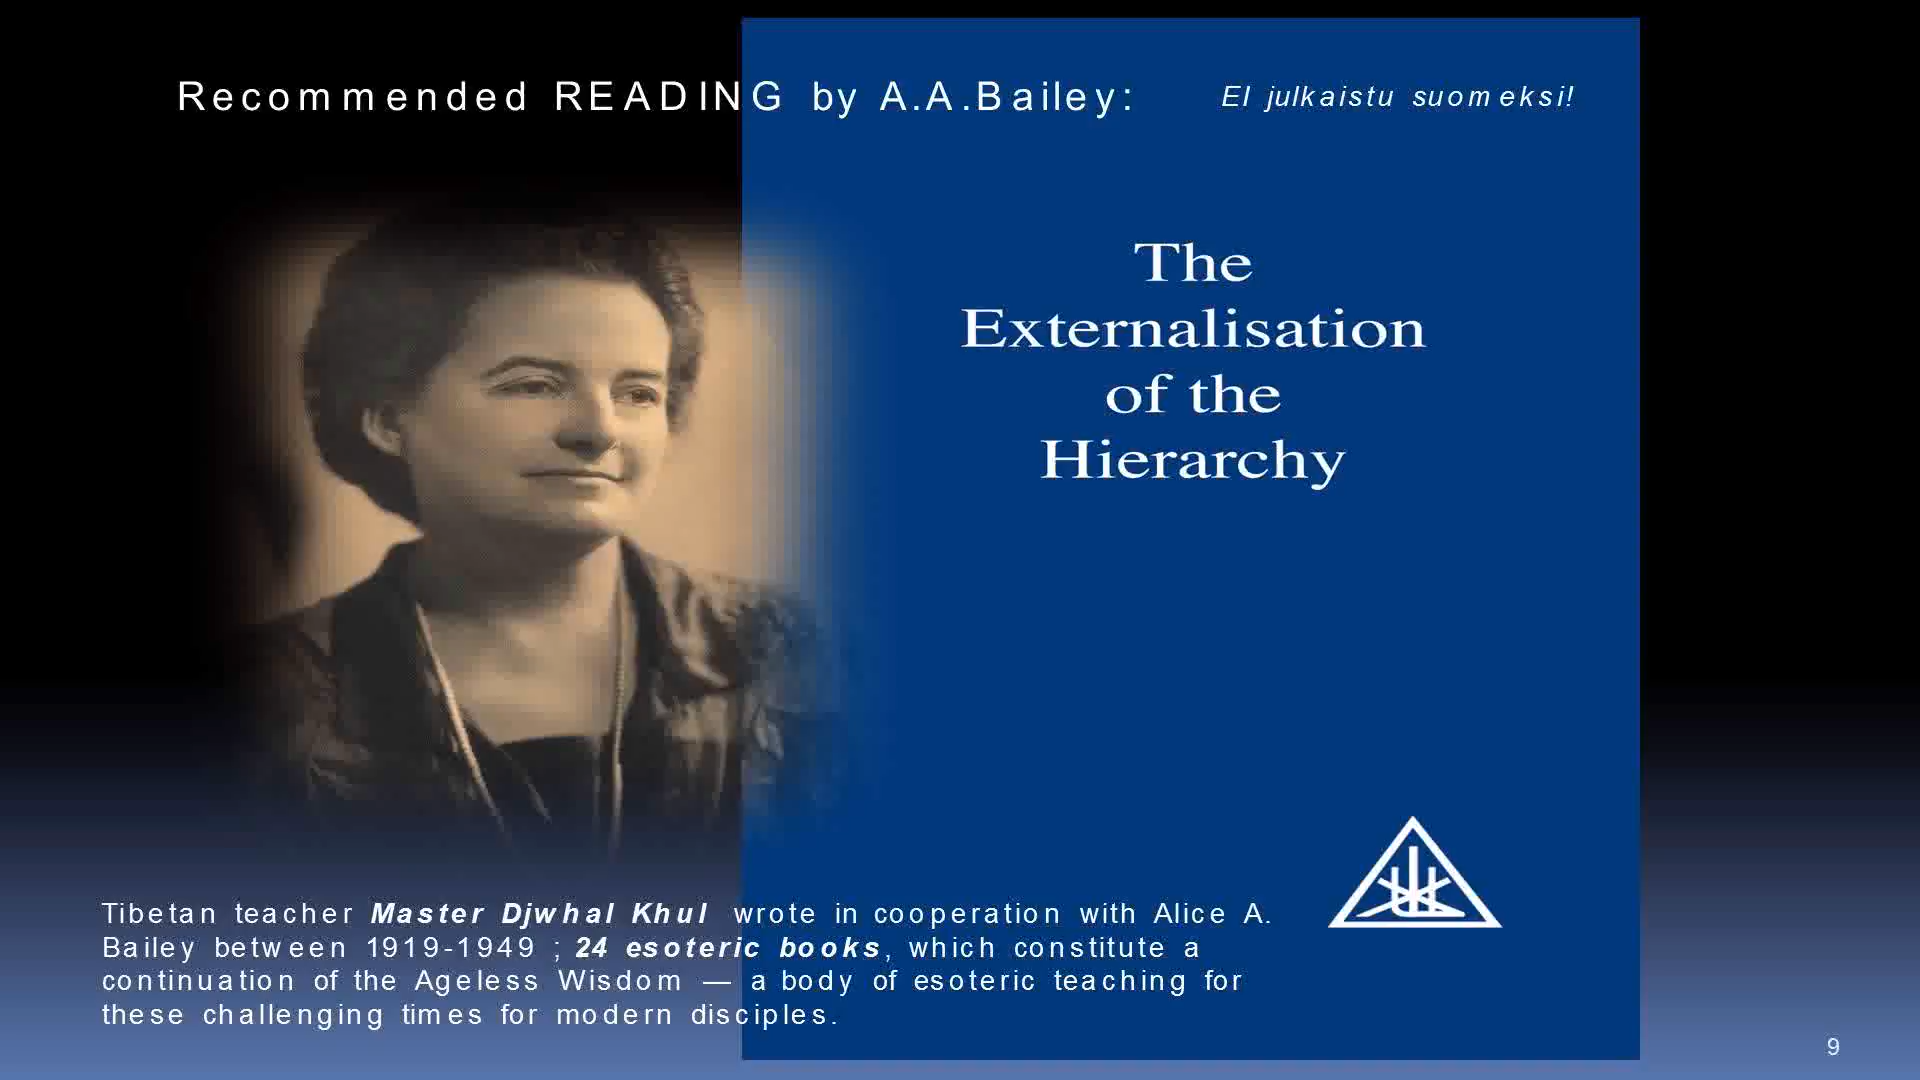 Recommended READING by A.A.Bailey:
EI julkaistu suomeksi!
The
Externalisation
of the
Hierarchy
Tibetan teacher Master Djwhal Khul wrote in cooperation with Alice A.
Bailey between 1919-1949 ; 24 esoteric books, which constitute a
continuation of the Ageless Wisdom — a body of esoteric teaching for
these challenging times for modern disciples.
9